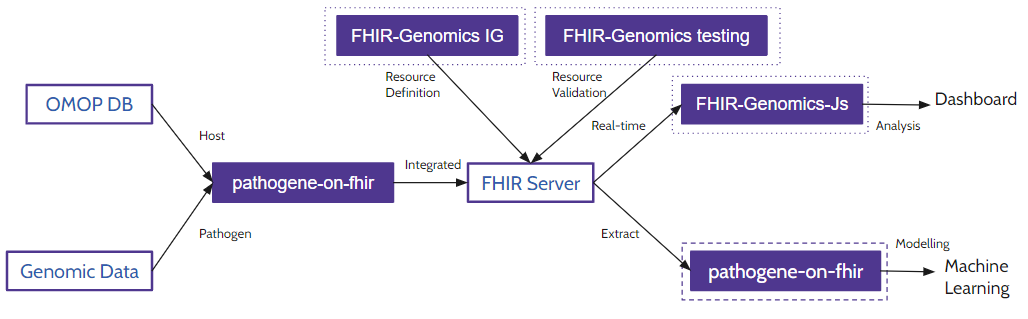 FHIR-Genomics IG
FHIR-Genomics testing
Resource
Definition
Resource
Validation
OMOP DB
FHIR-Genomics-Js
Dashboard
Host
Real-time
Analysis
Integrated
pathogene-on-fhir
FHIR Server
Pathogen
Extract
Modelling
Genomic Data
pathogene-on-fhir
Machine
Learning